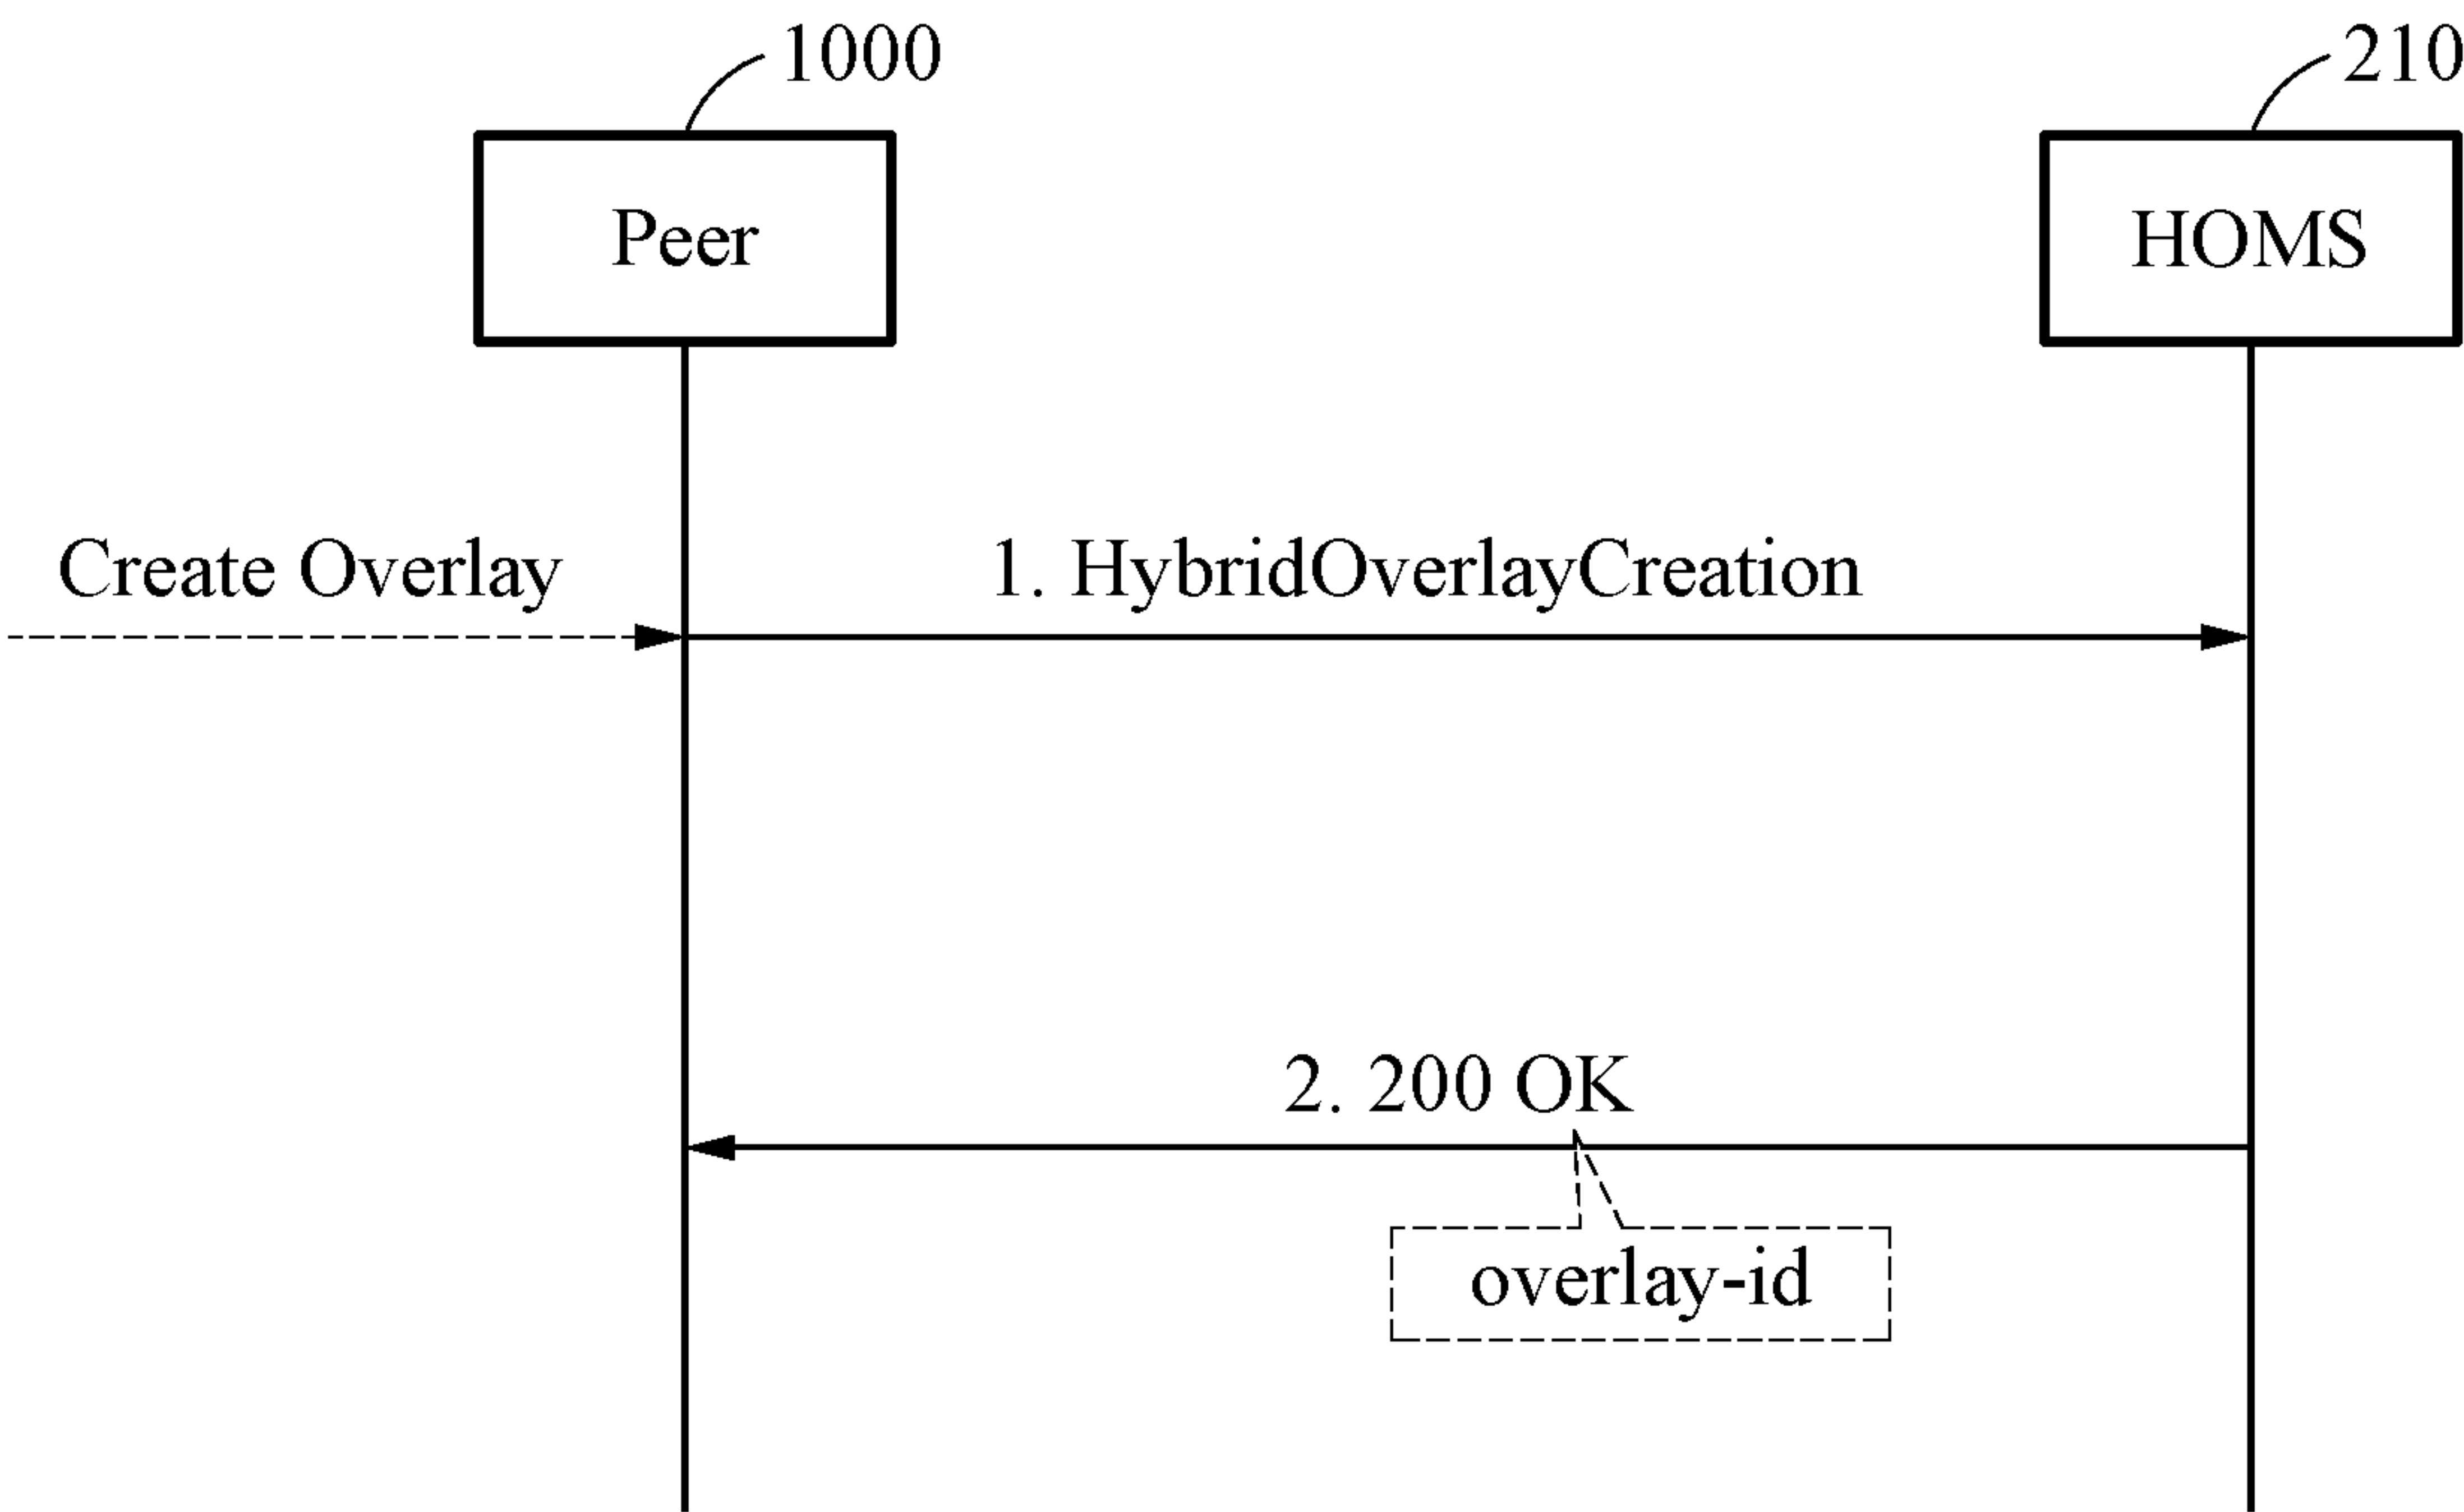 1000
210
Peer
HOMS
Create Overlay
1. HybridOverlayCreation
2. 200 OK
overlay-id